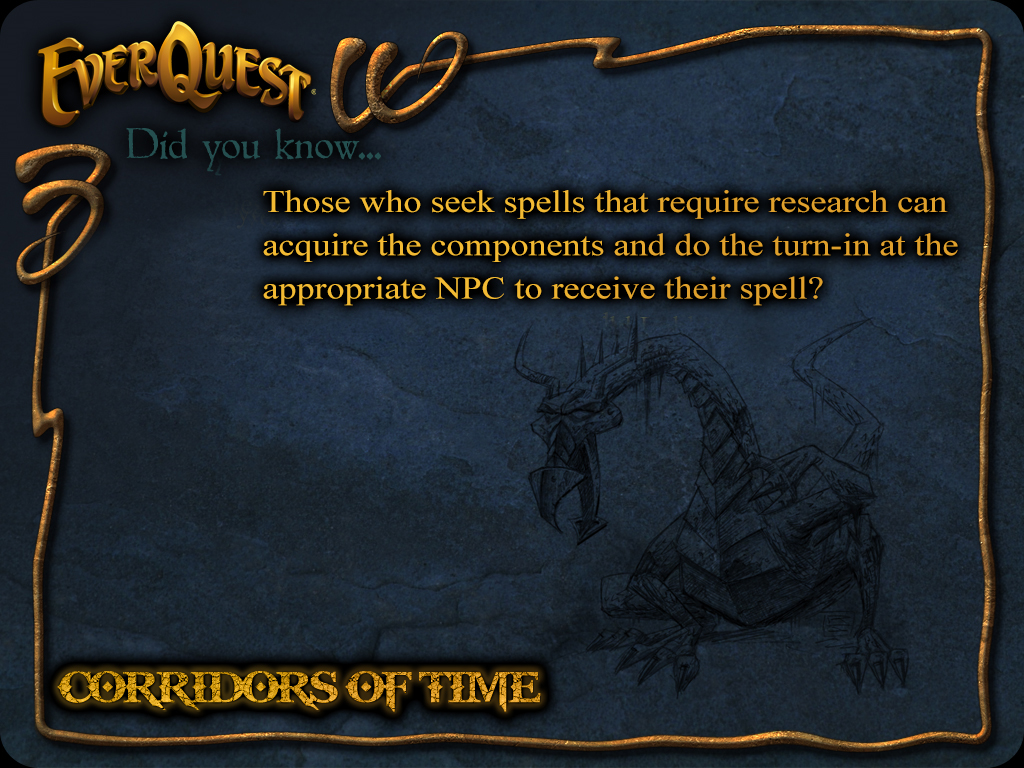 EVERQUEST
Did you know...
Those who seek spells that require research can
acquire the components and do the turn-in at the
appropriate NPC to receive their spell?
CORRIDORS OF TIME